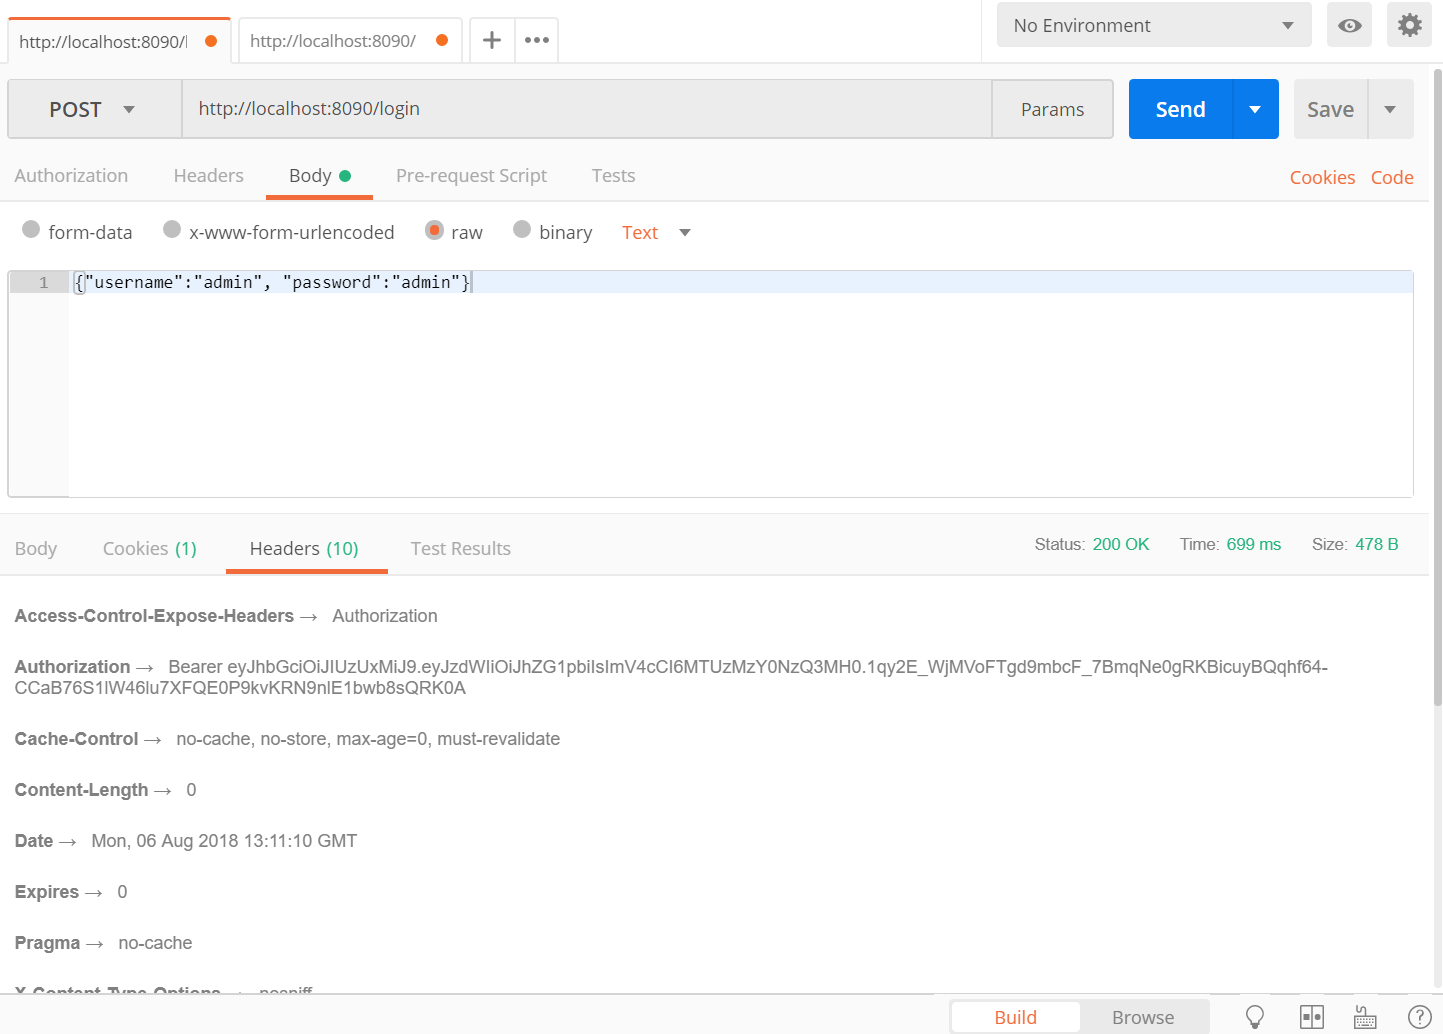 http://localhost:8090/l
http://localhost:8090/
No Environment
POST
http://localhost:8090/login
Params
Send
Save
Authorization
Headers
Body
Pre-request Script
Tests
Cookies
Code
form-data
x-www-form-urlencoded
raw
binary
Text
1
{"username":"admin", "password":"admin"}
Body
Cookies (1)
Headers (10)
Test Results
Status: 200 OK
Time: 699 ms
Size: 478 B
Access-Control-Expose-Headers → Authorization
Authorization → Bearer eyJhbGciOiJIUzUxMiJ9.eyJzdWIiOiJhZG1pbiIsImV4cCI6MTUzMzY0NzQ3MH0.1qy2E_WjMVoFTgd9mbcF_7BmqNe0gRKBicuyBQqhf64-
CCaB76S1lW46lu7XFQE0P9kvKRN9nlE1bwb8sQRK0A
Cache-Control → no-cache, no-store, max-age=0, must-revalidate
Content-Length → 0
Date → Mon, 06 Aug 2018 13:11:10 GMT
Expires → 0
Pragma → no-cache
X-Content-Type-Options → nosniff
Build
Browse